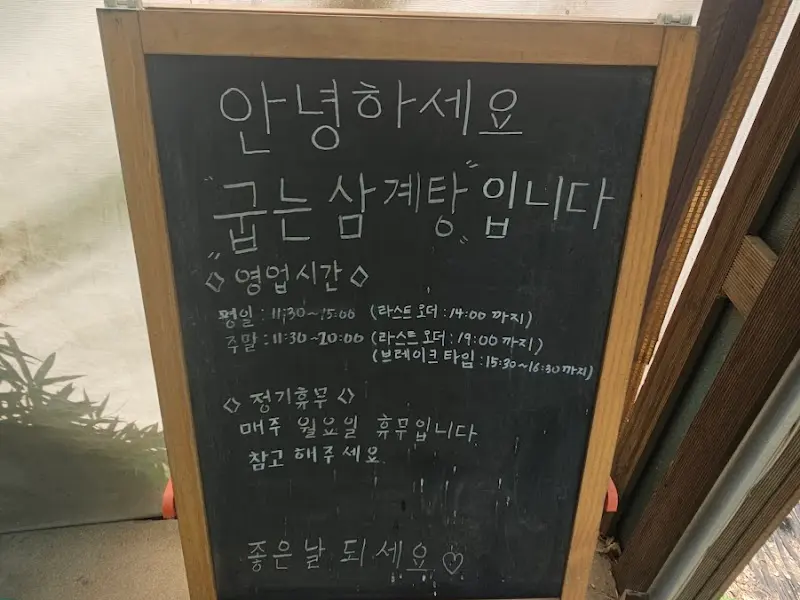 안녕하세요
"굽는 삼계탕" 입니다
◇ 영업시간 ◇
평일 : 11:30~15:00 (라스트오더 : 14:00 까지)
주말 : 11:30~20:00 (라스트오더 : 19:00 까지)
(브레이크 타임 : 15:30~16:30 까지)
◇ 정기휴무 ◇
매주 월요일 휴무입니다
참고 해주세요
좋은날 되세요♡